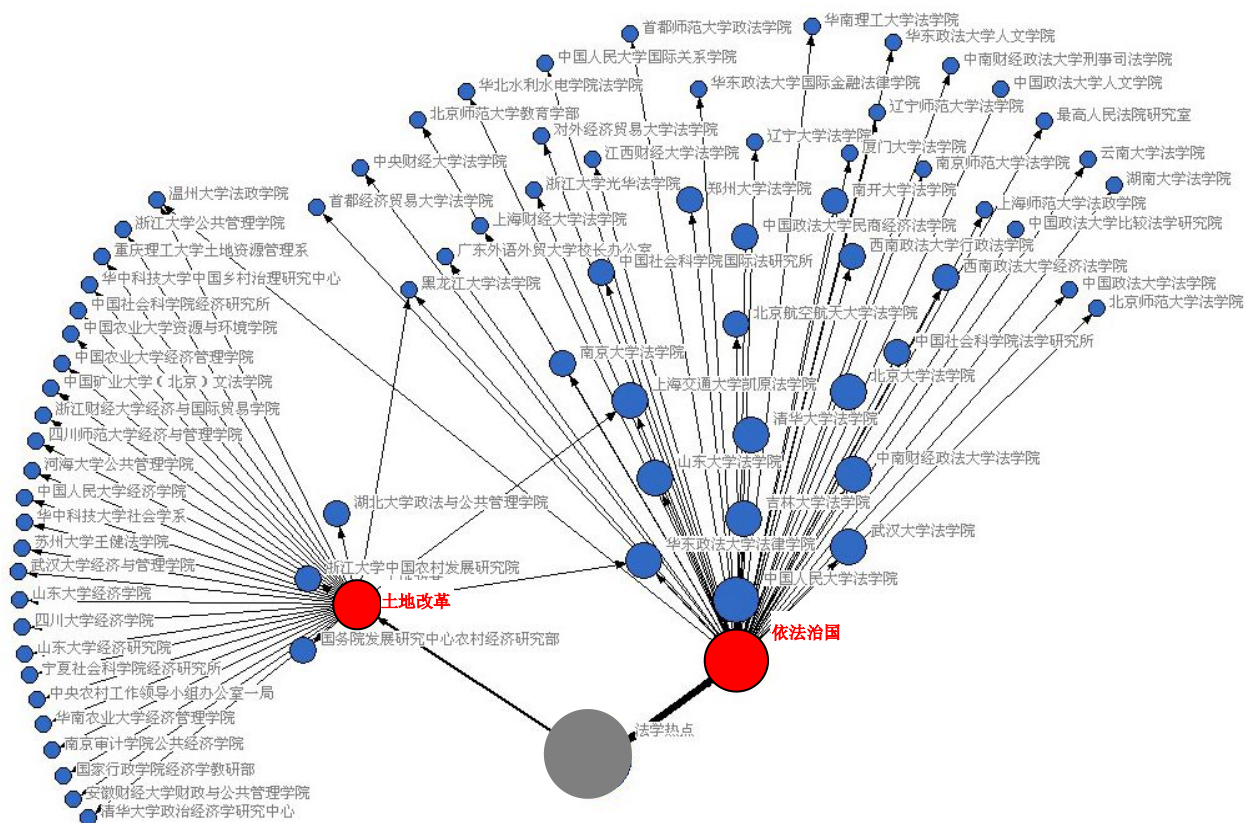 首都师范大学政法学院
华南理工大学法学院
华东政法大学人文学院
中国人民大学国际关系学院
中南财经政法大学刑事司法学院
华北水利水电学院法学院
华东政法大学国际金融法律学院
中国政法大学人文学院
北京师范大学教育学部
辽宁师范大学法学院
最高人民法院研究室
对外经济贸易大学法学院
辽宁大学法学院
江西财经大学法学院
厦门大学法学院
云南大学法学院
中央财经大学法学院
南京师范大学法学院
浙江大学光华法学院
郑州大学法学院
南开大学法学院
湖南大学法学院
温州大学法政学院
首都经济贸易大学法学院
上海师范大学法政学院
浙江大学公共管理学院
上海财经大学法学院
中国政法大学民商经济法学院
中国政法大学比较法学研究院
重庆理工大学土地资源管理系
广东外语外贸大学校长办公室
西南政法大学行政法学院
中国社会科学院国际法研究所
西南政法大学经济法学院
华中科技大学中国乡村治理研究中心
黑龙江大学法学院
中国政法大学法学院
中国社会科学院经济研究所
北京师范大学法学院
北京航空航天大学法学院
中国农业大学资源与环境学院
中国社会科学院法学研究所
中国农业大学经济管理学院
南京大学法学院
北京大学法学院
中国矿业大学（北京）文法学院
上海交通大学凯原法学院
浙江财经大学经济与国际贸易学院
清华大学法学院
四川师范大学经济与管理学院
河海大学公共管理学院
山东大学法学院
中南财经政法大学法学院
中国人民大学经济学院
湖北大学政法与公共管理学院
吉林大学法学院
华中科技大学社会学系
武汉大学法学院
苏州大学王健法学院
华东政法大学法律学院
武汉大学经济与管理学院
浙江大学中国农村发展研究院
中国人民大学法学院
山东大学经济学院
土地改革
四川大学经济学院
依法治国
国务院发展研究中心农村经济研究部
山东大学经济研究院
宁夏社会科学院经济研究所
中央农村工作领导小组办公室一局
华南农业大学经济管理学院
法学热点
南京审计学院公共经济学院
国家行政学院经济学教研部
安徽财经大学财政与公共管理学院
清华大学政治经济学研究中心